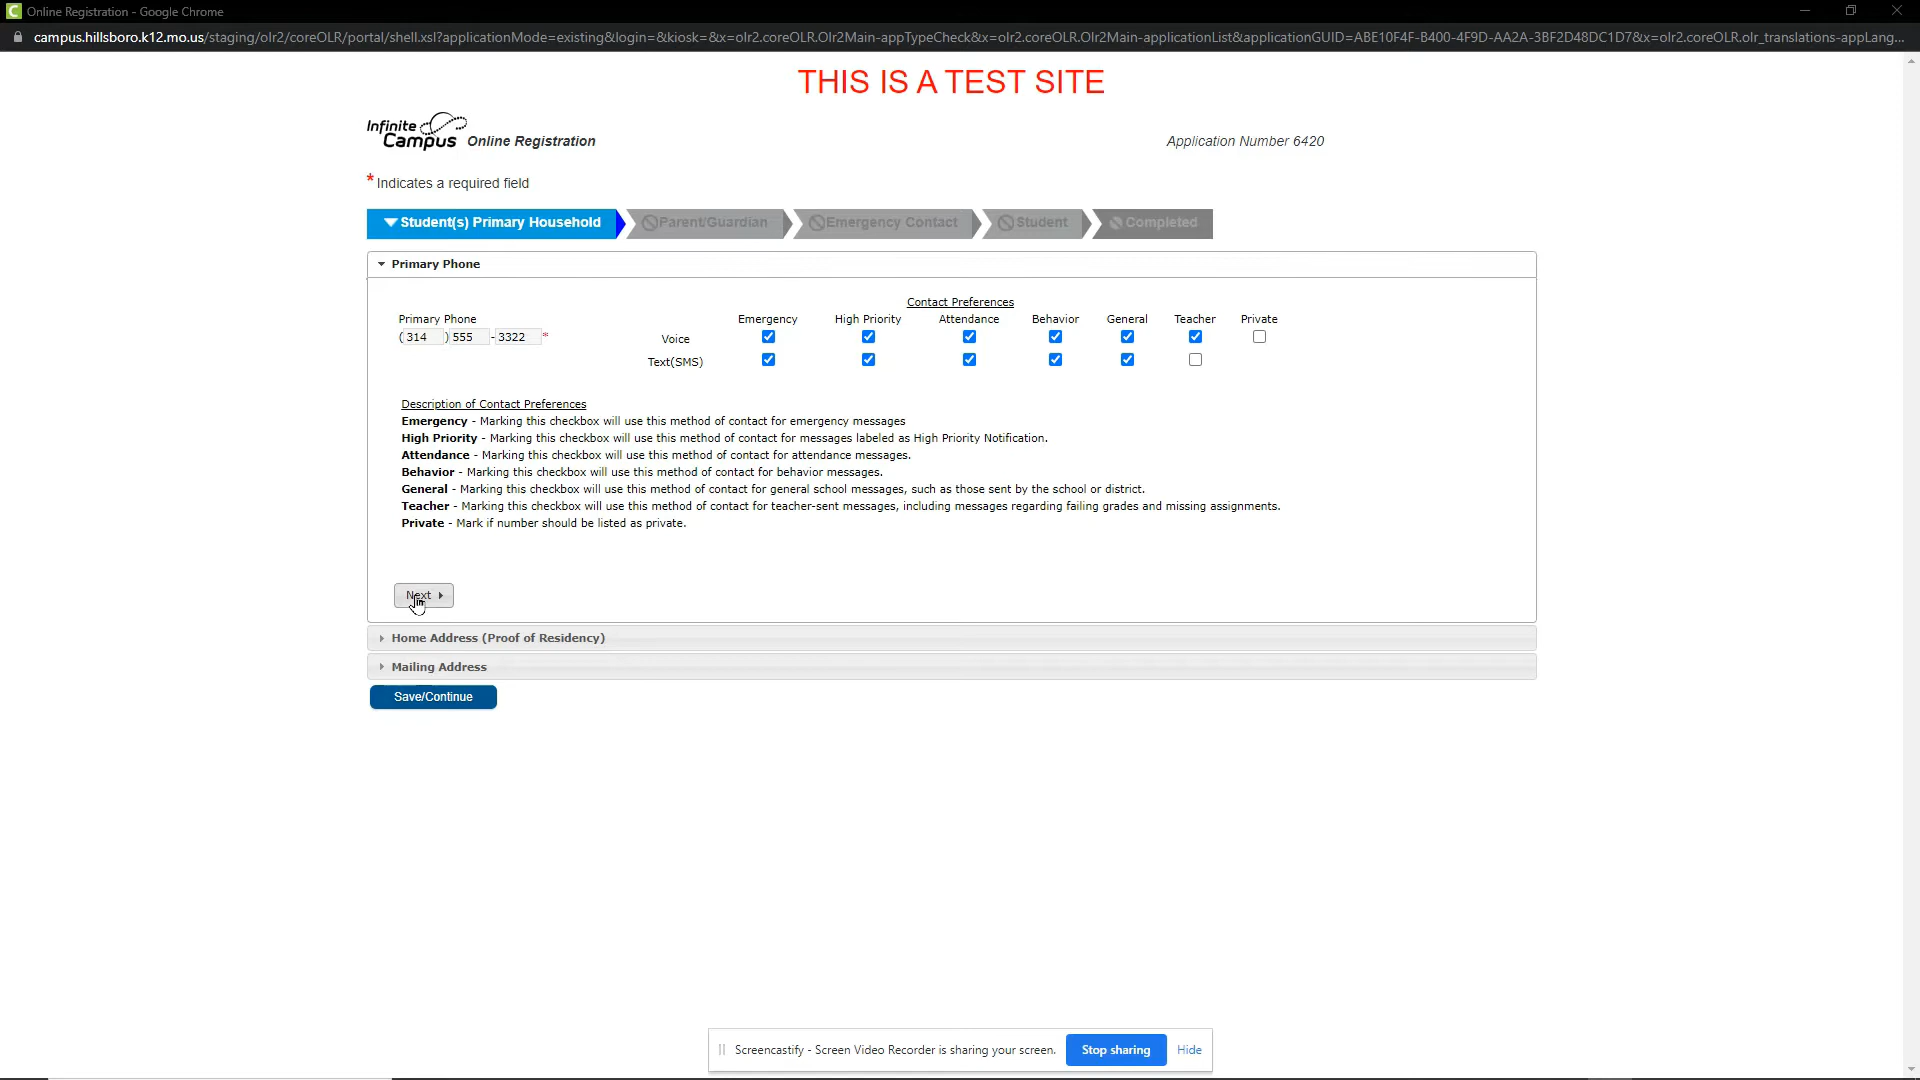 Online Registration - Google Chrome
campus.hillsboro.k12.mo.us/staging/olr2/coreOLR/portal/shell.xsl?applicationMode=existing&login=&kiosk=&x=olr2.coreOLR.Olr2Main-appTypeCheck&x=olr2.coreOLR.Olr2Main-applicationList&applicationGUID=ABE10F4F-B400-4F9D-AA2A-3BF2D48DC1D7&x=olr2.coreOLR.olr_translations-appLang...
THIS IS A TEST SITE
Infinite Campus Online Registration
Application Number 6420
* Indicates a required field
Student(s) Primary Household Parent/Guardian Emergency Contact Student Completed
Primary Phone
Contact Preferences
Primary Phone Emergency High Priority Attendance Behavior General Teacher Private
( 314 ) 555 - 3322 * Voice
Text(SMS)
Description of Contact Preferences
Emergency - Marking this checkbox will use this method of contact for emergency messages
High Priority - Marking this checkbox will use this method of contact for messages labeled as High Priority Notification.
Attendance - Marking this checkbox will use this method of contact for attendance messages.
Behavior - Marking this checkbox will use this method of contact for behavior messages.
General - Marking this checkbox will use this method of contact for general school messages, such as those sent by the school or district.
Teacher - Marking this checkbox will use this method of contact for teacher-sent messages, including messages regarding failing grades and missing assignments.
Private - Mark if number should be listed as private.
Next
Home Address (Proof of Residency)
Mailing Address
Save/Continue
Screencastify - Screen Video Recorder is sharing your screen. Stop sharing Hide